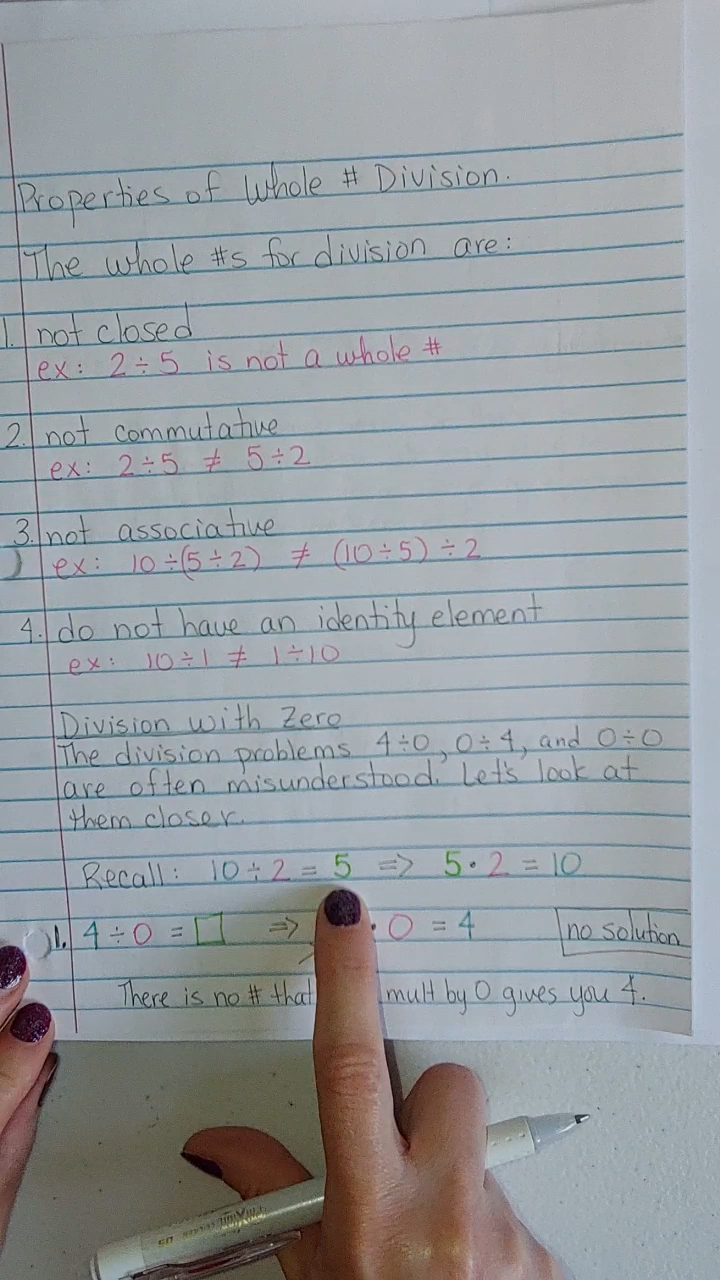 Properties of Whole # Division.
The whole #s for division are:
1. not closed
ex: 2÷5 is not a whole #
2. not commutative
ex: 2÷5 ≠ 5÷2
3. not associative
ex: 10÷(5÷2) ≠ (10÷5)÷2
4. do not have an identity element
ex: 10÷1 ≠ 1÷10
Division with Zero
The division problems 4÷0, 0÷4, and 0÷0
are often misunderstood. Let's look at
them closer.
Recall: 10÷2 = 5 => 5·2 = 10
1. 4÷0 = □ => ·0 = 4 no solution
There is no # that mult by 0 gives you 4.